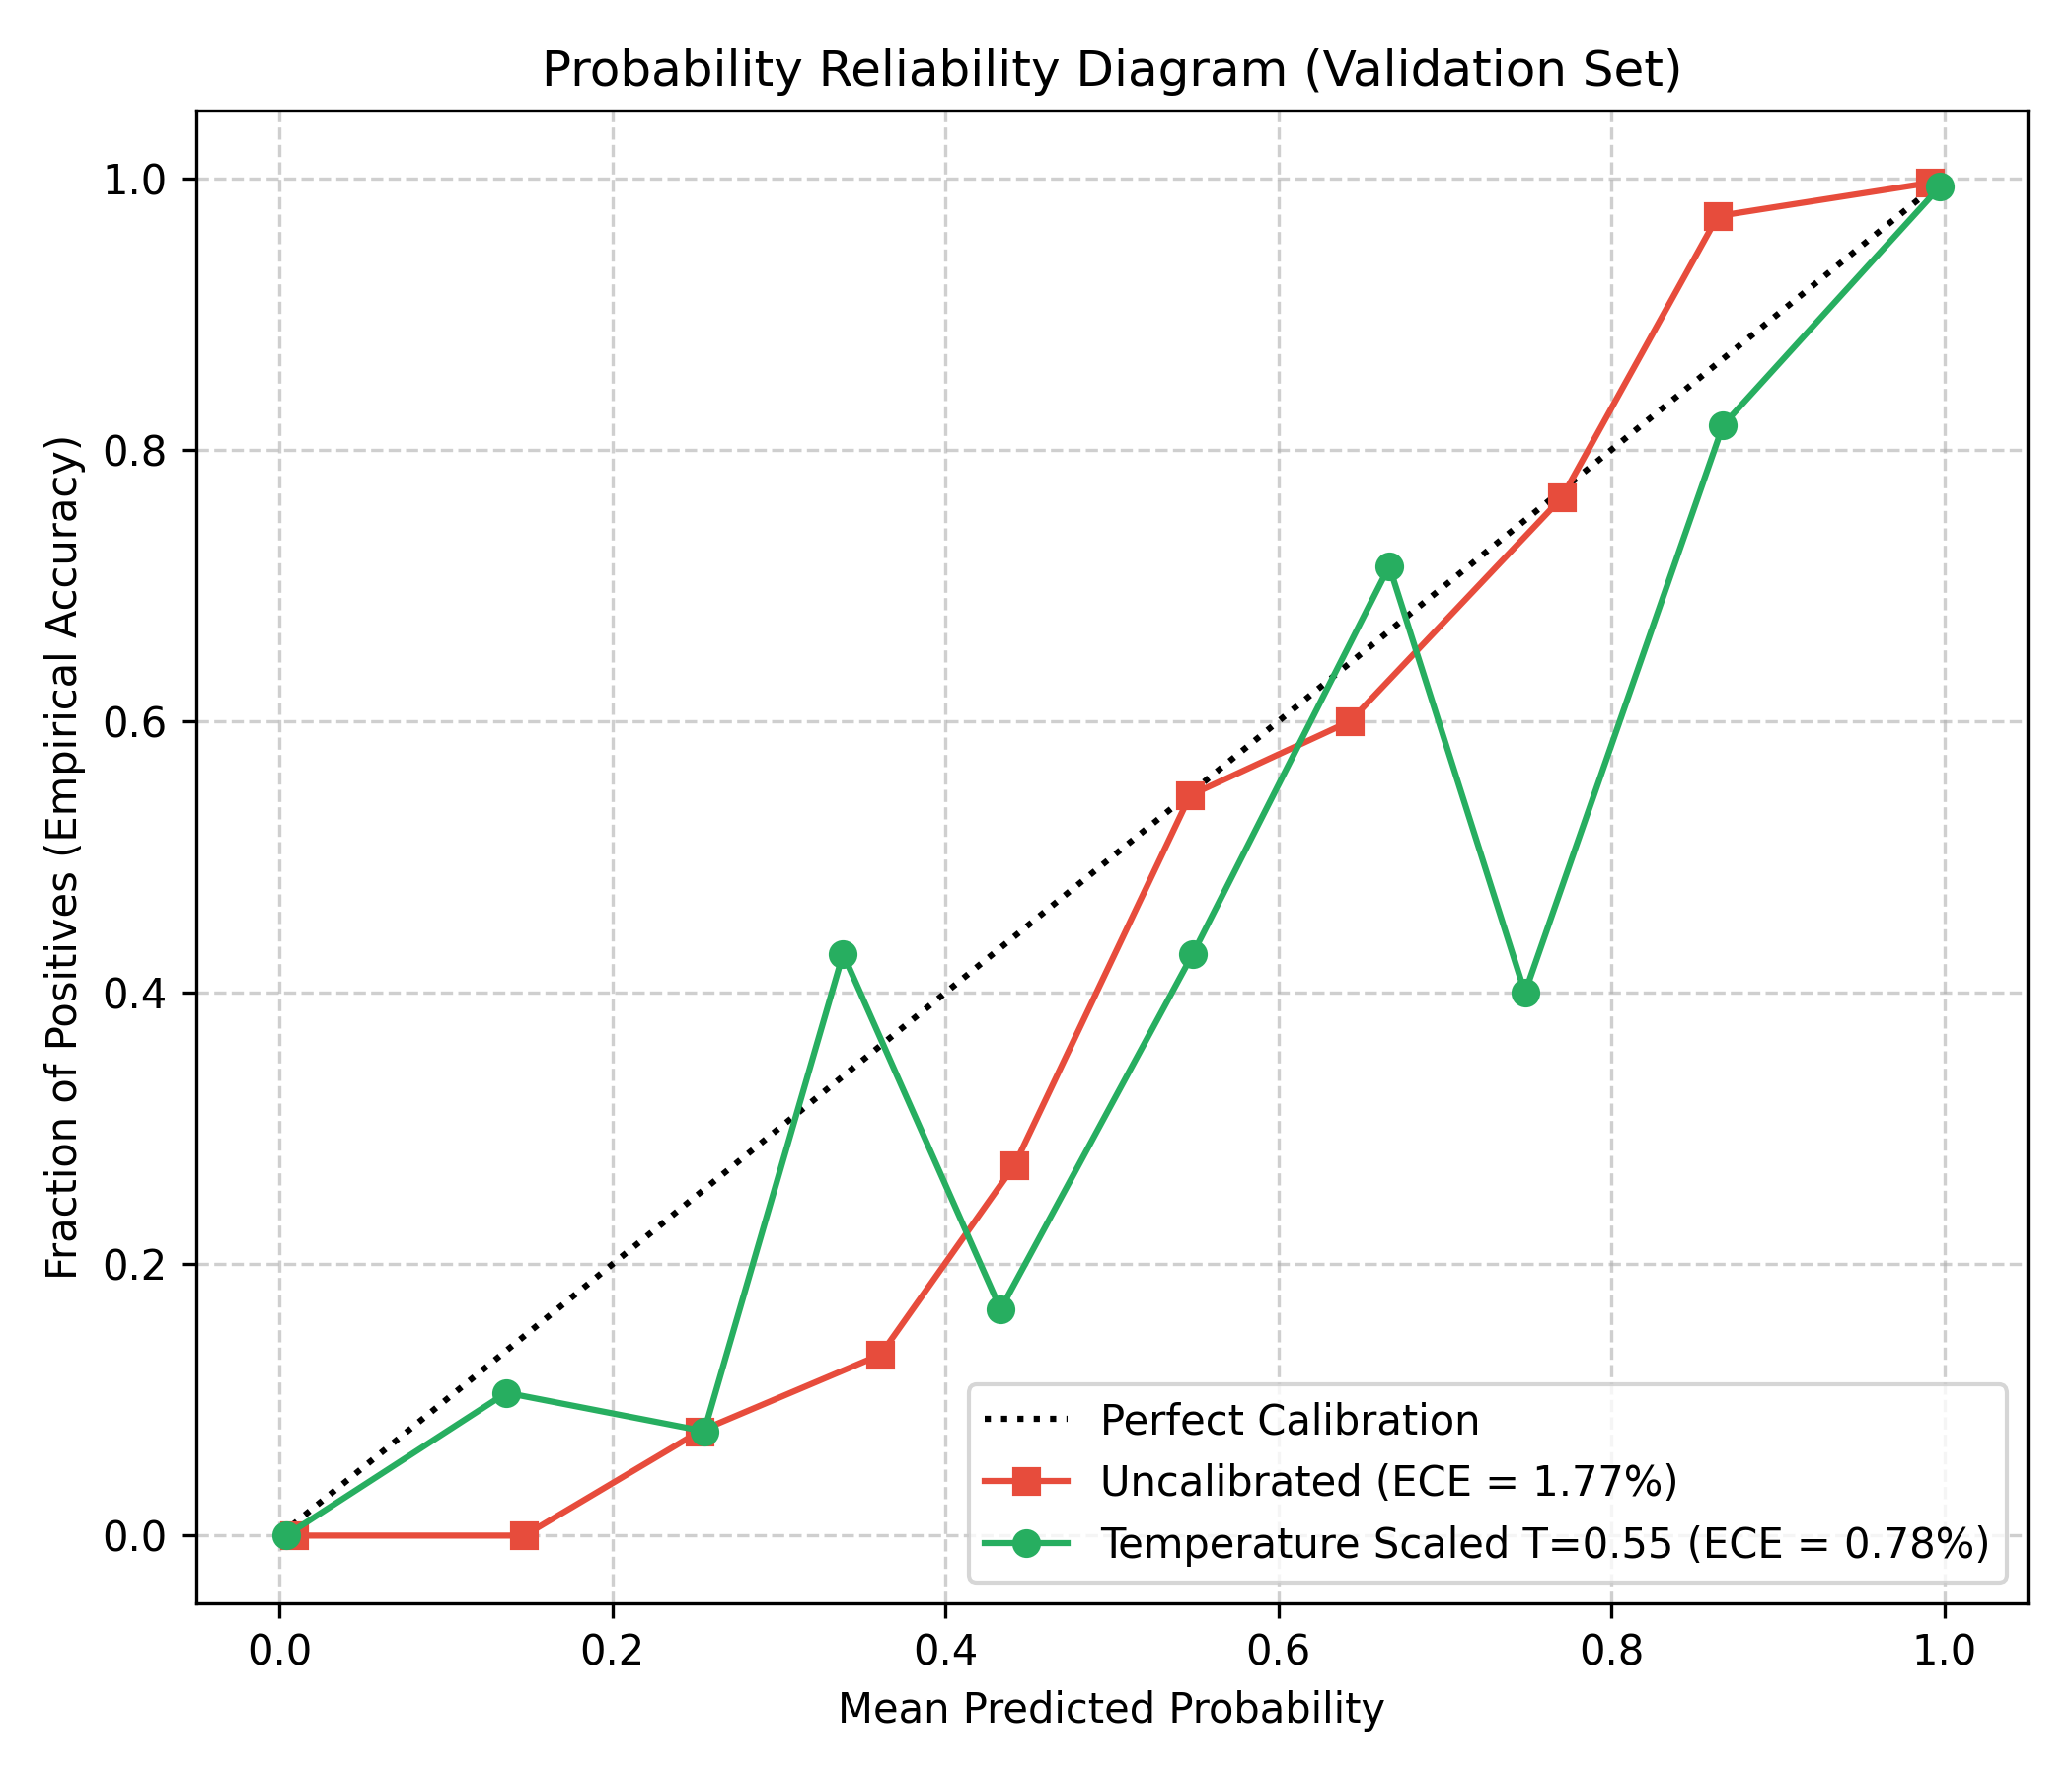 Probability Reliability Diagram (Validation Set)
Fraction of Positives (Empirical Accuracy)
1.0
0.8
0.6
0.4
0.2
0.0
Perfect Calibration
Uncalibrated (ECE = 1.77%)
Temperature Scaled T=0.55 (ECE = 0.78%)
0.0 0.2 0.4 0.6 0.8 1.0
Mean Predicted Probability